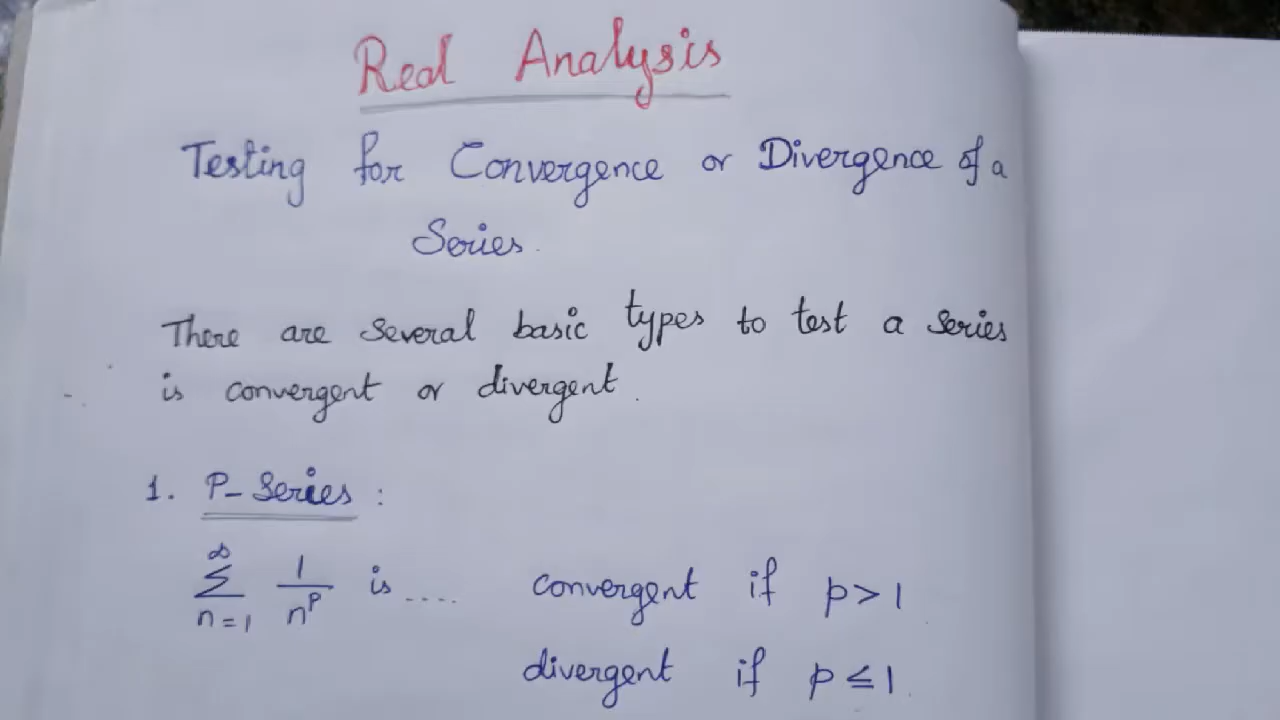 Real Analysis
Testing for Convergence or Divergence of a
Series.
There are several basic types to test a series
is convergent or divergent.
1. P- Series :
∞
∑ 1/n^p is .... convergent if p > 1
n=1
divergent if p ≤ 1.